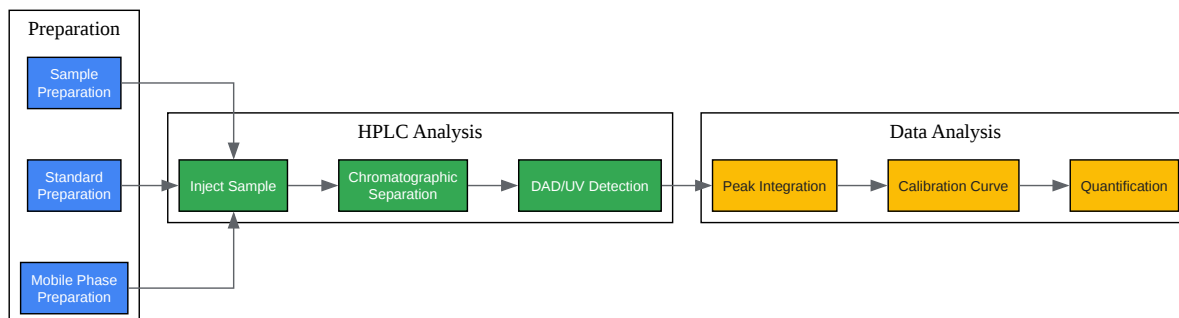 Preparation
Sample
Preparation
Standard
Preparation
Mobile Phase
Preparation
HPLC Analysis
Inject Sample
Chromatographic
Separation
DAD/UV Detection
Data Analysis
Peak Integration
Calibration Curve
Quantification